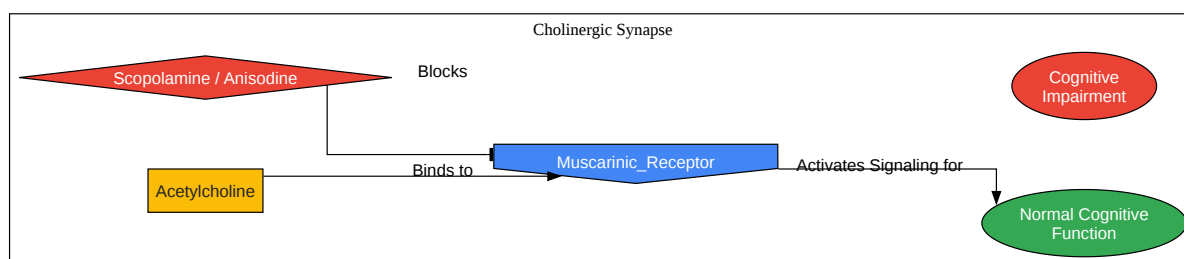 Cholinergic Synapse
Scopolamine / Anisodine
Blocks
Cognitive
Impairment
Muscarinic_Receptor
Binds to
Activates Signaling for
Acetylcholine
Normal Cognitive
Function